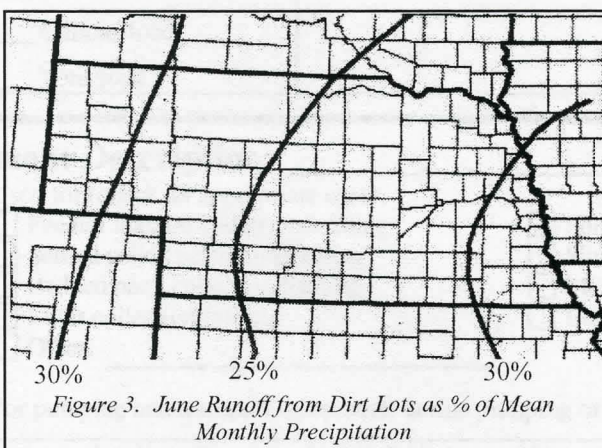 30% 25% 30%
Figure 3. June Runoff from Dirt Lots as % of Mean
Monthly Precipitation